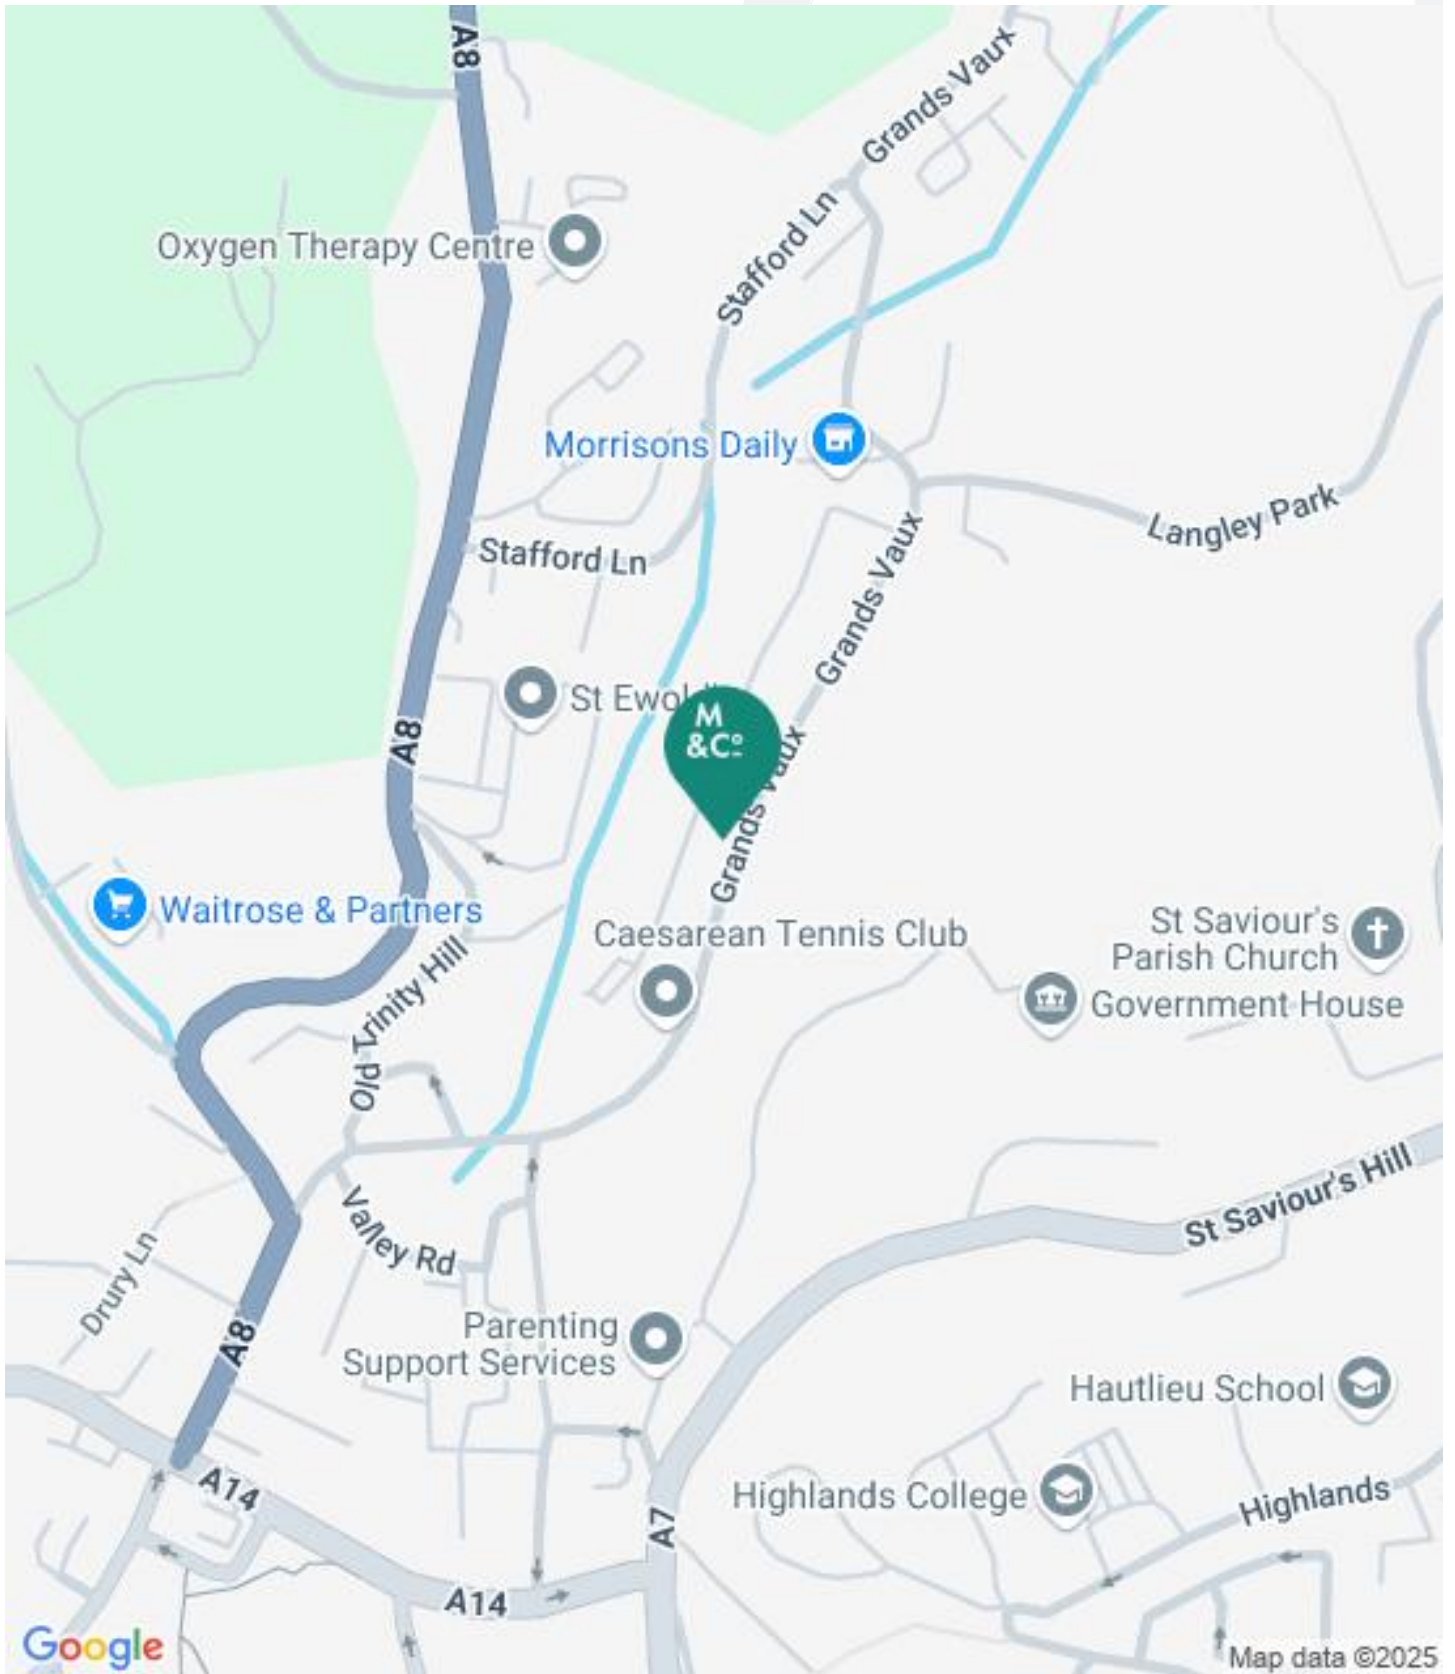 A8
Grands Vaux
Oxygen Therapy Centre
Stafford Ln
Morrisons Daily
Langley Park
Stafford Ln
Grands Vaux
St
M
&Cº
A8
Grands Vaux
Waitrose & Partners
Caesarean Tennis Club
St Saviour's
Parish Church
Government House
Old Trinity Hill
St Saviour's Hill
Valley Rd
Drury Ln
A8
Parenting
Support Services
Hautlieu School
A14
Highlands College
Highlands
A7
A14
Google
Map data ©2025